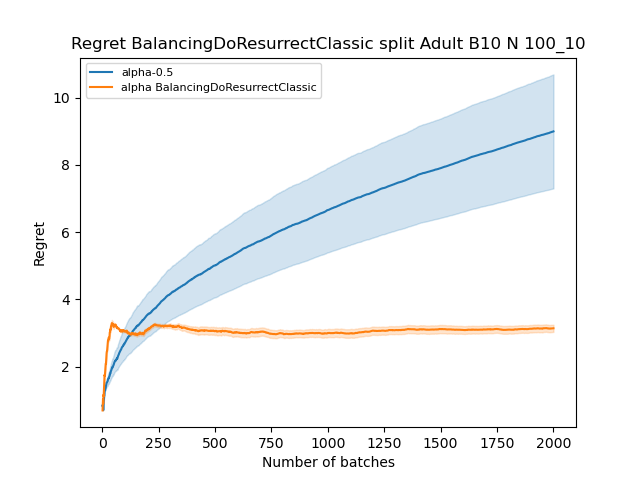 Regret BalancingDoResurrectClassic split Adult B10 N 100_10
alpha-0.5
alpha BalancingDoResurrectClassic
Regret
10
8
6
4
2
0 250 500 750 1000 1250 1500 1750 2000
Number of batches